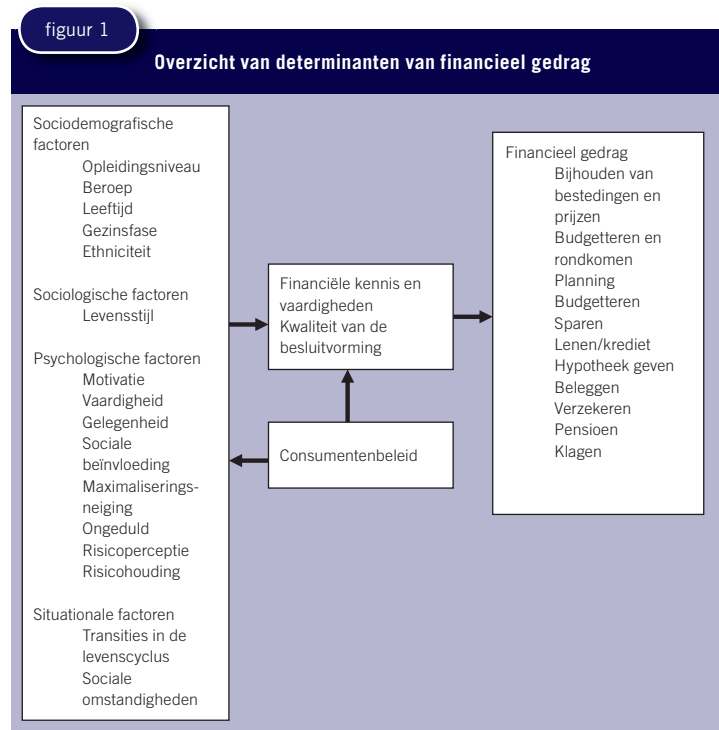 figuur 1
Overzicht van determinanten van financieel gedrag
Sociodemografische
factoren
Opleidingsniveau
Beroep
Leeftijd
Gezinsfase
Ethniciteit
Sociologische factoren
Levensstijl
Psychologische factoren
Motivatie
Vaardigheid
Gelegenheid
Sociale
beïnvloeding
Maximaliserings-
neiging
Ongeduld
Risicoperceptie
Risicohouding
Situationale factoren
Transities in de
levenscyclus
Sociale
omstandigheden
Financiële kennis en
vaardigheden
Kwaliteit van de
besluitvorming
Consumentenbeleid
Financieel gedrag
Bijhouden van
bestedingen en
prijzen
Budgetteren en
rondkomen
Planning
Budgetteren
Sparen
Lenen/krediet
Hypotheek geven
Beleggen
Verzekeren
Pensioen
Klagen